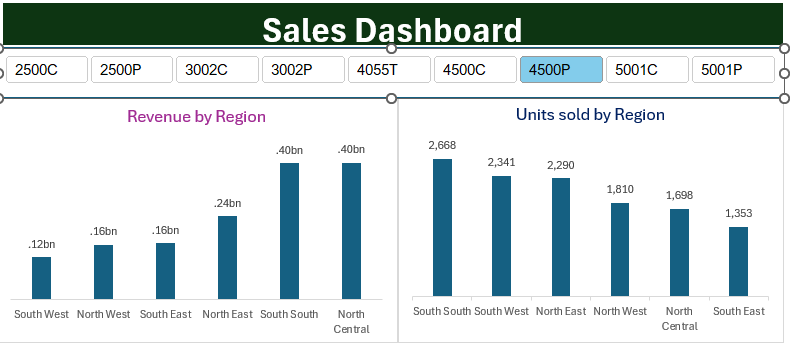 Sales Dashboard
2500C 2500P 3002C 3002P 4055T 4500C 4500P 5001C 5001P
Revenue by Region
.12bn .16bn .16bn .24bn .40bn .40bn
South West North West South East North East South South North Central
Units sold by Region
2,668 2,341 2,290 1,810 1,698 1,353
South South South West North East North West North Central South East